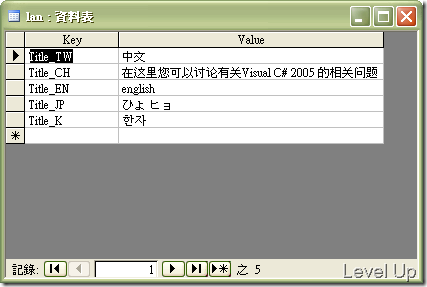 lan : 資料表
Key Value
Title_TW 中文
Title_CH 在这里您可以讨论有关Visual C# 2005 的相关问题
Title_EN english
Title_JP ひょ ヒョ
Title_K 한자
記錄: 1 之 5
Level Up